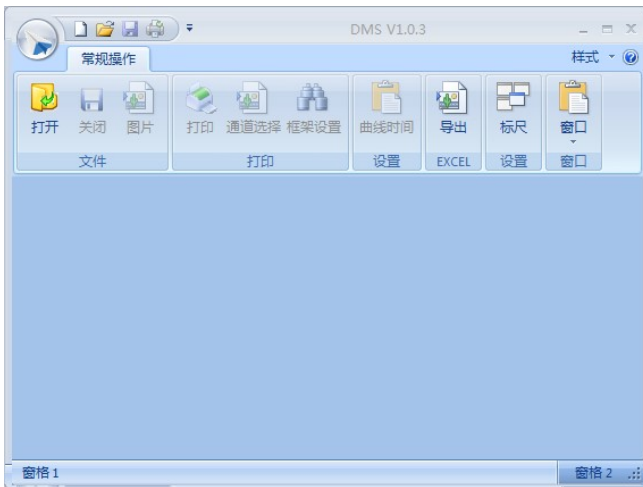 DMS V1.0.3
常规操作 样式
打开 关闭 图片 打印 通道选择 框架设置 曲线时间 导出 标尺 窗口
文件 打印 设置 EXCEL 设置 窗口
窗格 1 窗格 2